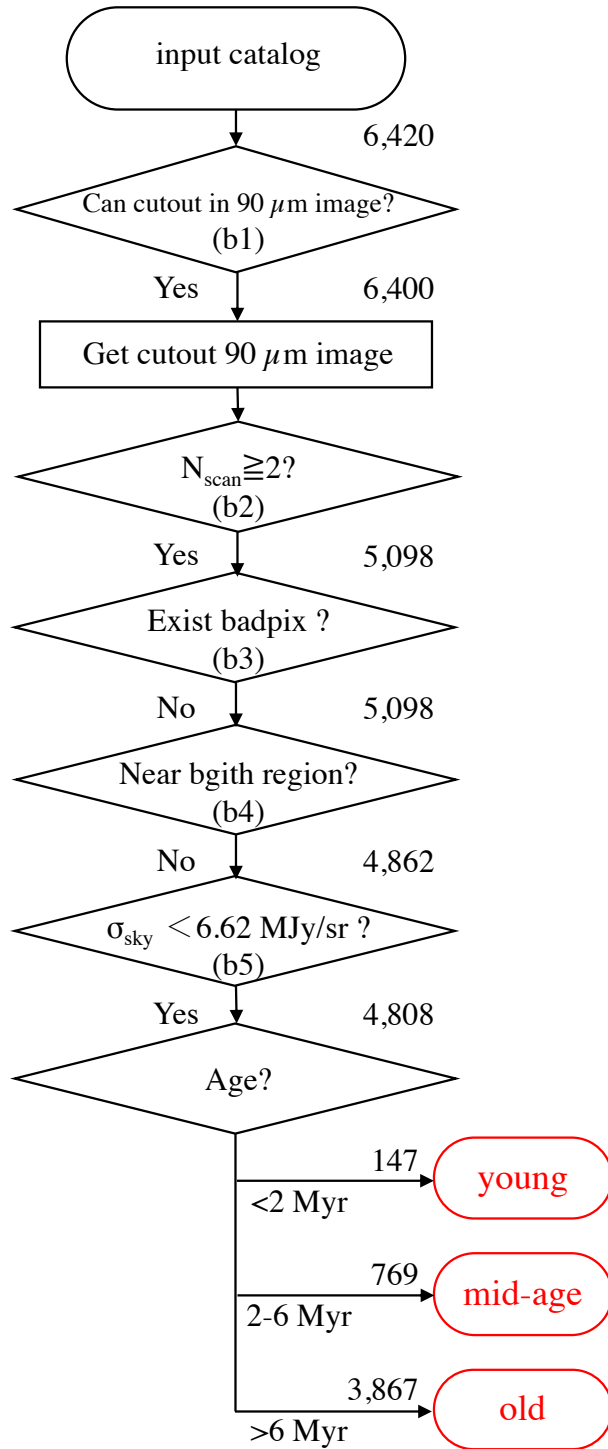 input catalog
6,420
Can cutout in 90 µm image?
(b1)
Yes
6,400
Get cutout 90 µm image
N_scan≧2?
(b2)
Yes
5,098
Exist badpix ?
(b3)
No
5,098
Near bgith region?
(b4)
No
4,862
σ_sky ＜6.62 MJy/sr ?
(b5)
Yes
4,808
Age?
147
<2 Myr
young
769
2-6 Myr
mid-age
3,867
>6 Myr
old